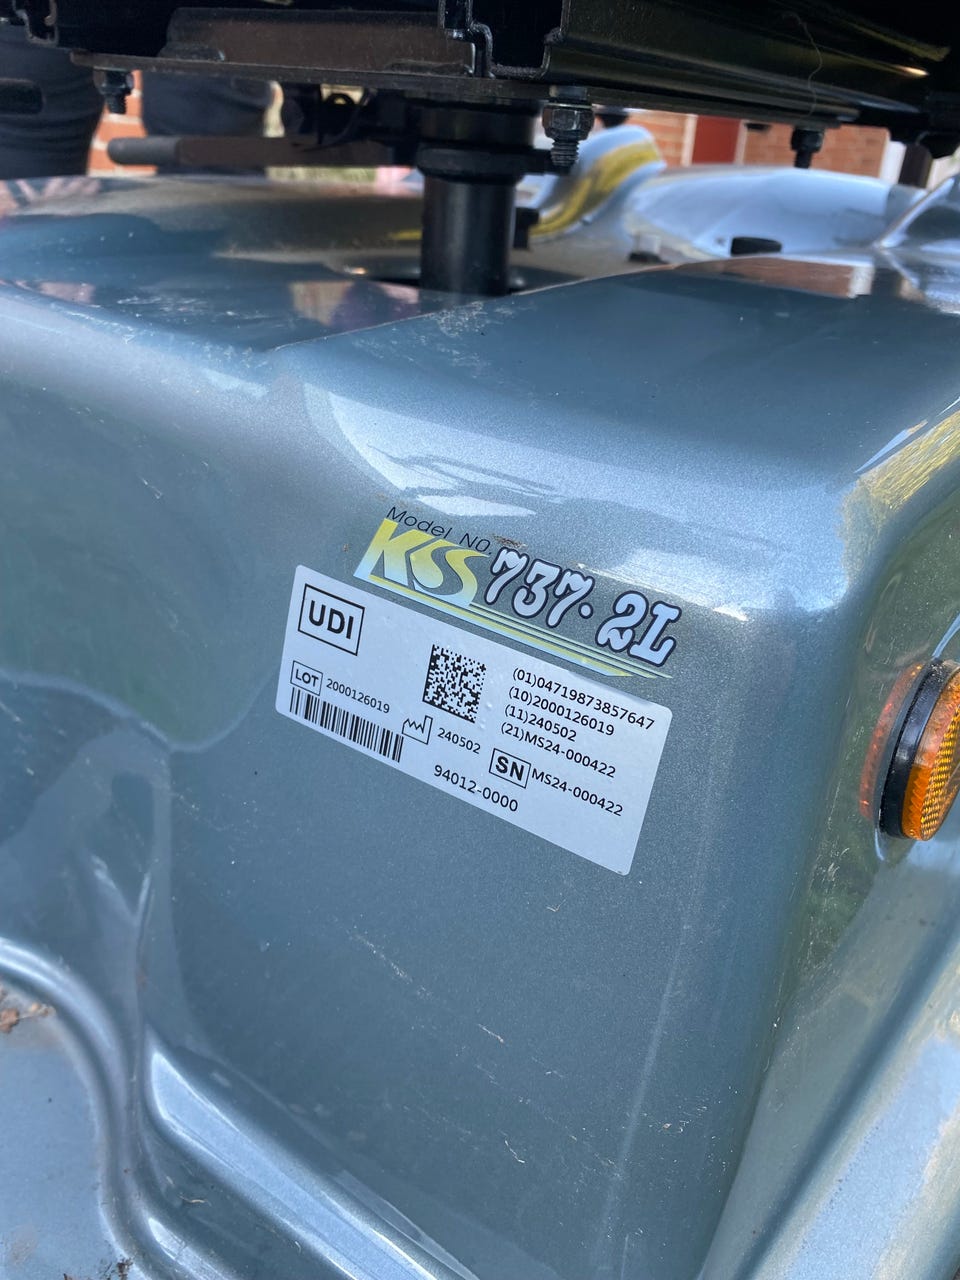 Model NO.
KSS 737·2L
UDI
(01)04719873857647
(10)2000126019
(11)240502
(21)MS24-000422
LOT 2000126019
240502
SN MS24-000422
94012-0000